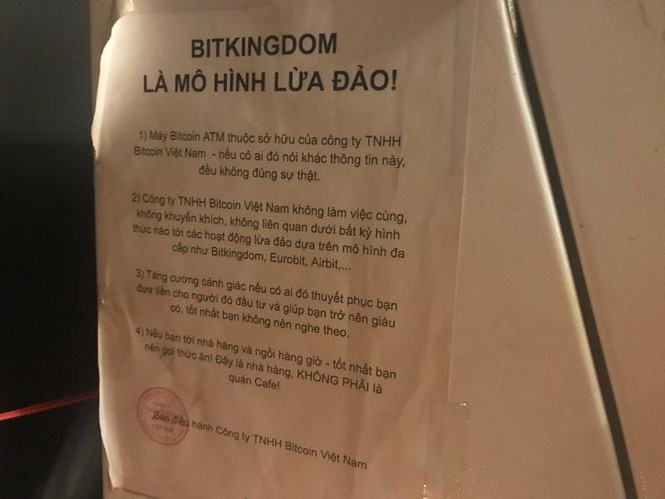 BITKINGDOM
LÀ MÔ HÌNH LỪA ĐẢO!
1) Máy Bitcoin ATM thuộc sở hữu của công ty TNHH
Bitcoin Việt Nam - nếu có ai đó nói khác thông tin này,
đều không đúng sự thật.
2) Công ty TNHH Bitcoin Việt Nam không làm việc cùng,
không khuyến khích, không liên quan dưới bất kỳ hình
thức nào tới các hoạt động lừa đảo dựa trên mô hình đa
cấp như Bitkingdom, Eurobit, Airbit,...
3) Tăng cường cảnh giác nếu có ai đó thuyết phục bạn
đưa tiền cho người đó đầu tư và giúp bạn trở nên giàu
có, tốt nhất bạn không nên nghe theo.
4) Nếu bạn tới nhà hàng và ngồi hàng giờ - tốt nhất bạn
nên gọi thức ăn! Đây là nhà hàng, KHÔNG PHẢI là
quán Cafe!
Ban điều hành Công ty TNHH Bitcoin Việt Nam